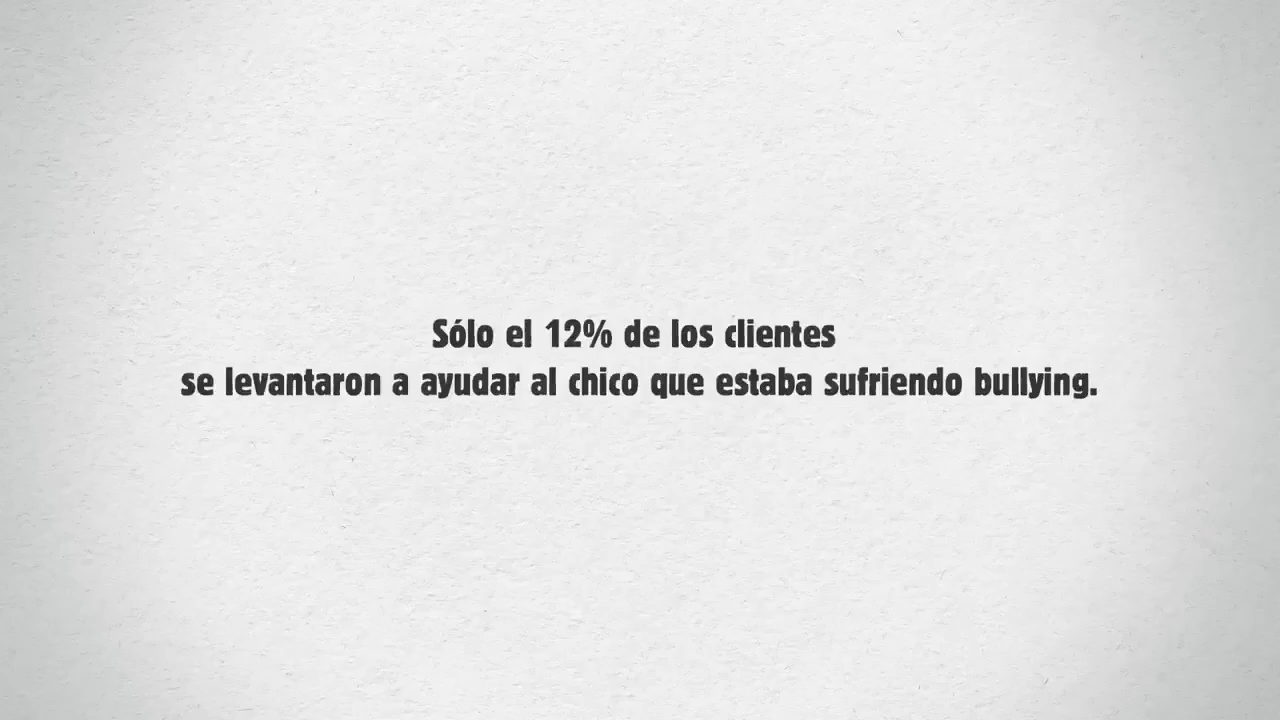 Sólo el 12% de los clientes
se levantaron a ayudar al chico que estaba sufriendo bullying.